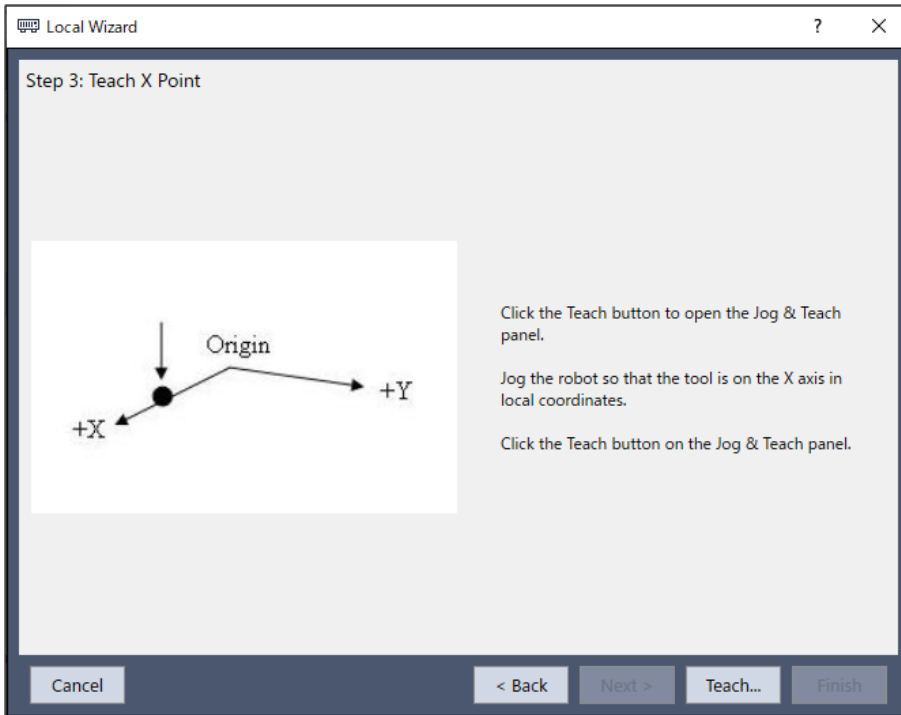 Local Wizard
?
Step 3: Teach X Point
Origin
+Y
+X
Click the Teach button to open the Jog & Teach
panel.
Jog the robot so that the tool is on the X axis in
local coordinates.
Click the Teach button on the Jog & Teach panel.
Cancel
< Back
Next >
Teach...
Finish